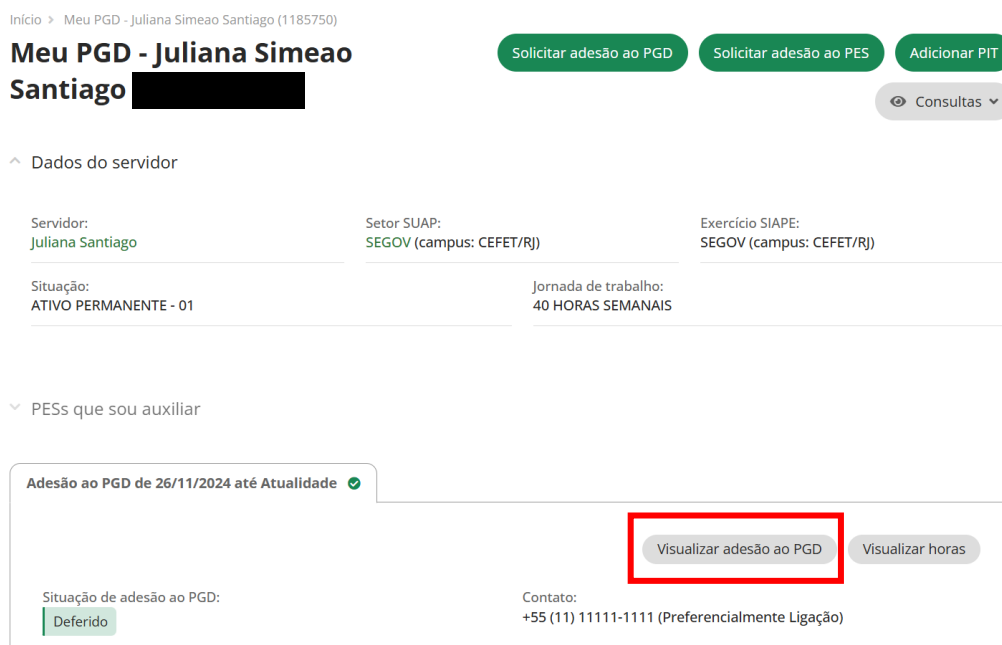 Início > Meu PGD - Juliana Simeao Santiago (1185750)
Meu PGD - Juliana Simeao
Santiago
Solicitar adesão ao PGD
Solicitar adesão ao PES
Adicionar PIT
Consultas
Dados do servidor
Servidor:
Juliana Santiago
Setor SUAP:
SEGOV (campus: CEFET/RJ)
Exercício SIAPE:
SEGOV (campus: CEFET/RJ)
Situação:
ATIVO PERMANENTE - 01
Jornada de trabalho:
40 HORAS SEMANAIS
PESs que sou auxiliar
Adesão ao PGD de 26/11/2024 até Atualidade
Visualizar adesão ao PGD
Visualizar horas
Situação de adesão ao PGD:
Deferido
Contato:
+55 (11) 11111-1111 (Preferencialmente Ligação)